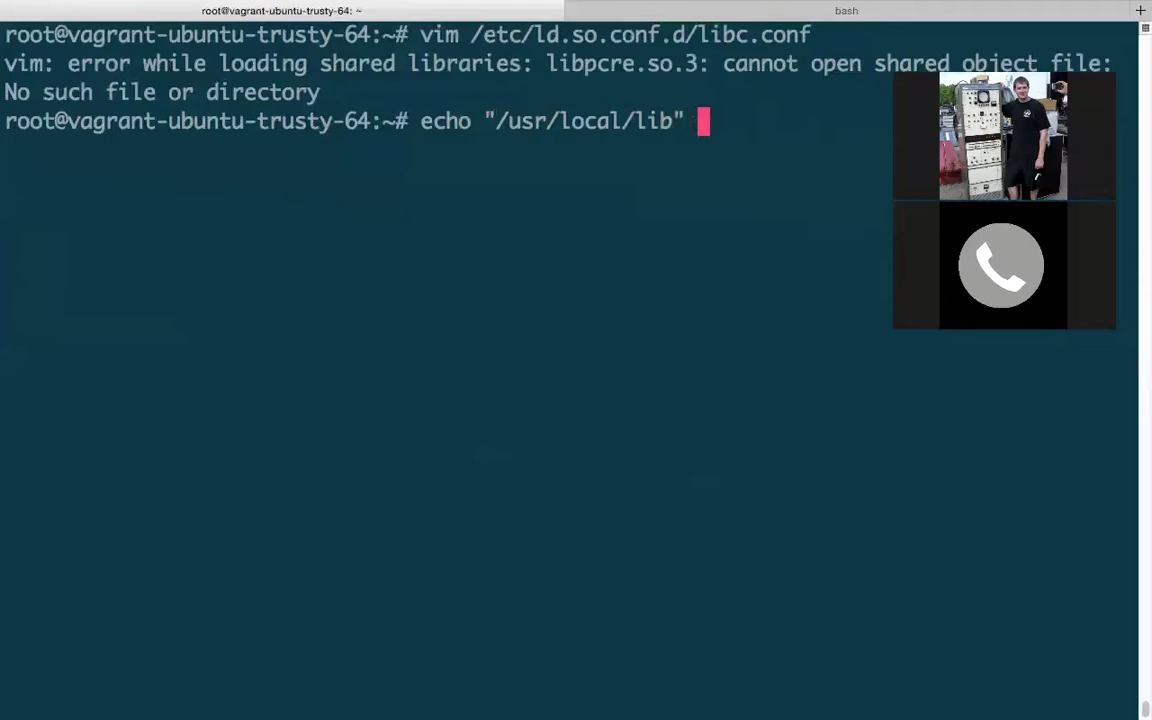 root@vagrant-ubuntu-trusty-64: ~
bash
root@vagrant-ubuntu-trusty-64:~# vim /etc/ld.so.conf.d/libc.conf
vim: error while loading shared libraries: libpcre.so.3: cannot open shared object file:
No such file or directory
root@vagrant-ubuntu-trusty-64:~# echo "/usr/local/lib"